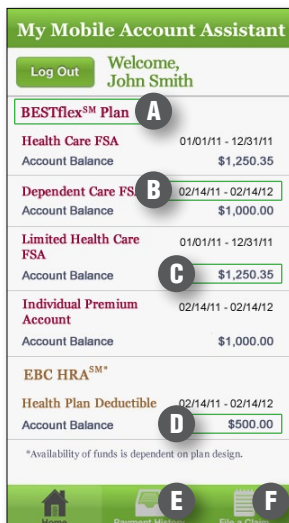 My Mobile Account Assistant
Log Out
Welcome,
John Smith
BESTflex℠ Plan
A
Health Care FSA 01/01/11 - 12/31/11
Account Balance $1,250.35
Dependent Care FS B 02/14/11 - 02/14/12
Account Balance $1,000.00
Limited Health Care 01/01/11 - 12/31/11
FSA
Account Balance C $1,250.35
Individual Premium 02/14/11 - 02/14/12
Account
Account Balance $1,000.00
EBC HRA℠*
Health Plan Deductible 02/14/11 - 02/14/12
Account Balance D $500.00
*Availability of funds is dependent on plan design.
E F
Home Payment History File a Claim